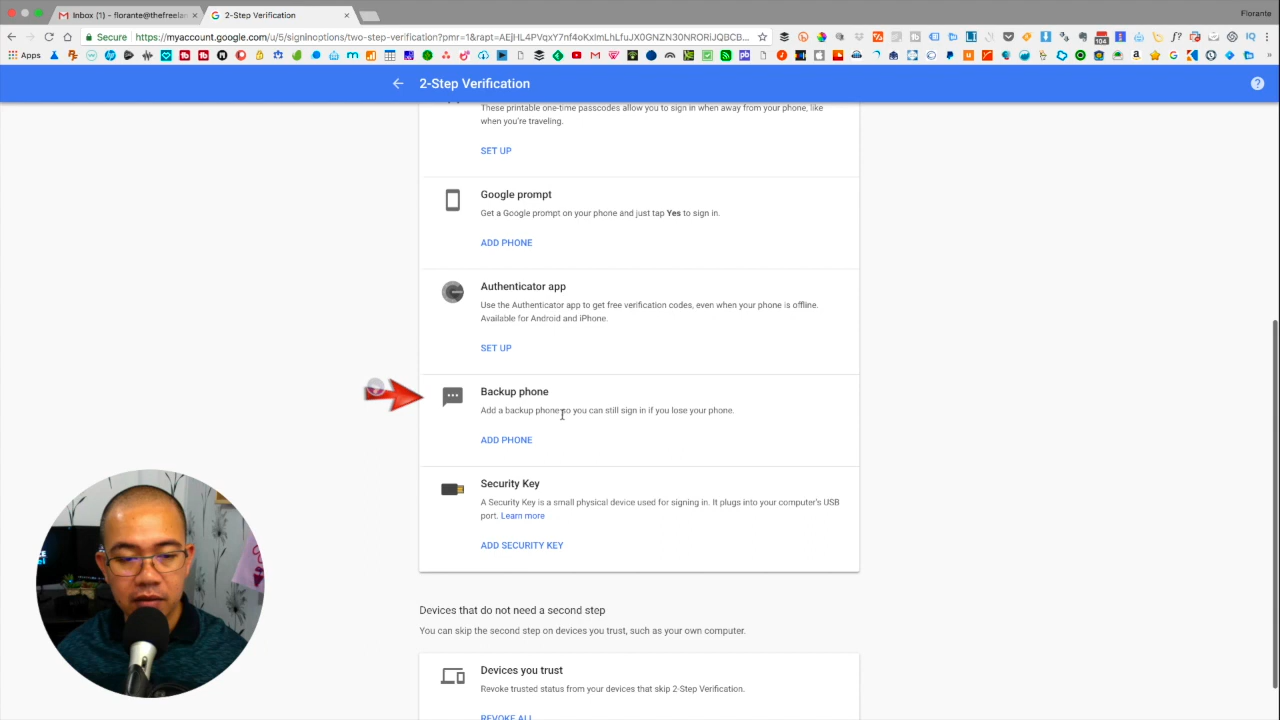 Inbox (1) - florante@thefreelan
2-Step Verification
Florante
Secure
https://myaccount.google.com/u/5/signinoptions/two-step-verification?pmr=1&rapt=
Apps
2-Step Verification
These printable one-time passcodes allow you to sign in when away from your phone, like
when you're traveling.
SET UP
Google prompt
Get a Google prompt on your phone and just tap Yes to sign in.
ADD PHONE
Authenticator app
Use the Authenticator app to get free verification codes, even when your phone is offline.
Available for Android and iPhone.
SET UP
Backup phone
Add a backup phone so you can still sign in if you lose your phone.
ADD PHONE
Security Key
A Security Key is a small physical device used for signing in. It plugs into your computer's USB
port. Learn more
ADD SECURITY KEY
Devices that do not need a second step
You can skip the second step on devices you trust, such as your own computer.
Devices you trust
Revoke trusted status from your devices that skip 2-Step Verification.
REVOKE ALL